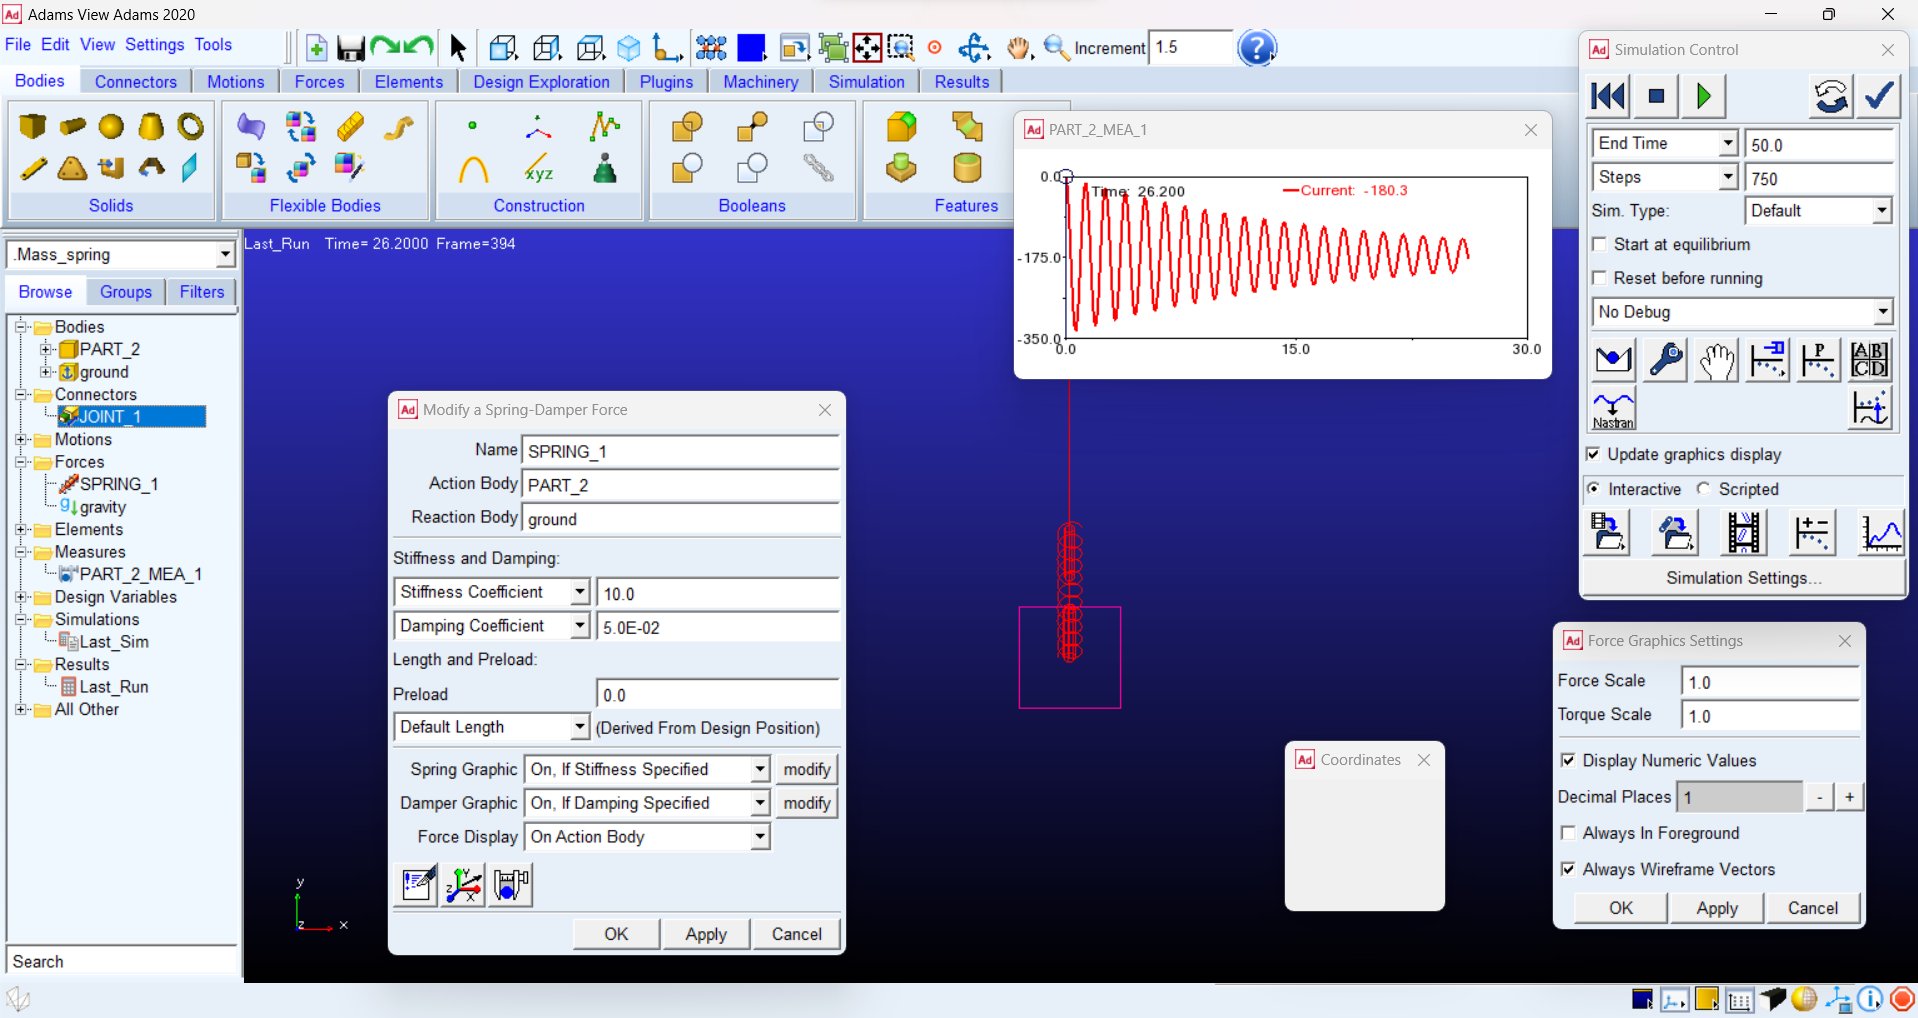 Ad Adams View Adams 2020
File Edit View Settings Tools
Increment 1.5
Bodies Connectors Motions Forces Elements Design Exploration Plugins Machinery Simulation Results
xyz
Solids Flexible Bodies Construction Booleans Features
.Mass_spring
Browse Groups Filters
Bodies
PART_2
ground
Connectors
JOINT_1
Motions
Forces
SPRING_1
g gravity
Elements
Measures
PART_2_MEA_1
Design Variables
Simulations
Last_Sim
Results
Last_Run
All Other
Search
Last_Run Time= 26.2000 Frame=394
y
z x
Ad PART_2_MEA_1
Time: 26.200 Current: -180.3
0.0
-175.0
-350.0
0.0 15.0 30.0
Ad Modify a Spring-Damper Force
Name SPRING_1
Action Body PART_2
Reaction Body ground
Stiffness and Damping:
Stiffness Coefficient 10.0
Damping Coefficient 5.0E-02
Length and Preload:
Preload 0.0
Default Length (Derived From Design Position)
Spring Graphic On, If Stiffness Specified modify
Damper Graphic On, If Damping Specified modify
Force Display On Action Body
OK Apply Cancel
Ad Coordinates
Ad Simulation Control
End Time 50.0
Steps 750
Sim. Type: Default
Start at equilibrium
Reset before running
No Debug
P
[A B]
[C D]
Nastran
Update graphics display
Interactive Scripted
Simulation Settings...
Ad Force Graphics Settings
Force Scale 1.0
Torque Scale 1.0
Display Numeric Values
Decimal Places 1 - +
Always In Foreground
Always Wireframe Vectors
OK Apply Cancel